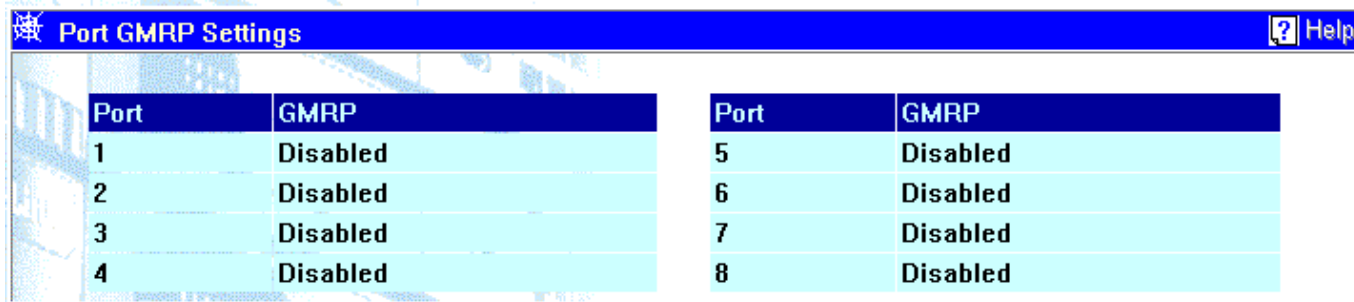 Port GMRP Settings
? Help
Port GMRP Port GMRP
1 Disabled 5 Disabled
2 Disabled 6 Disabled
3 Disabled 7 Disabled
4 Disabled 8 Disabled